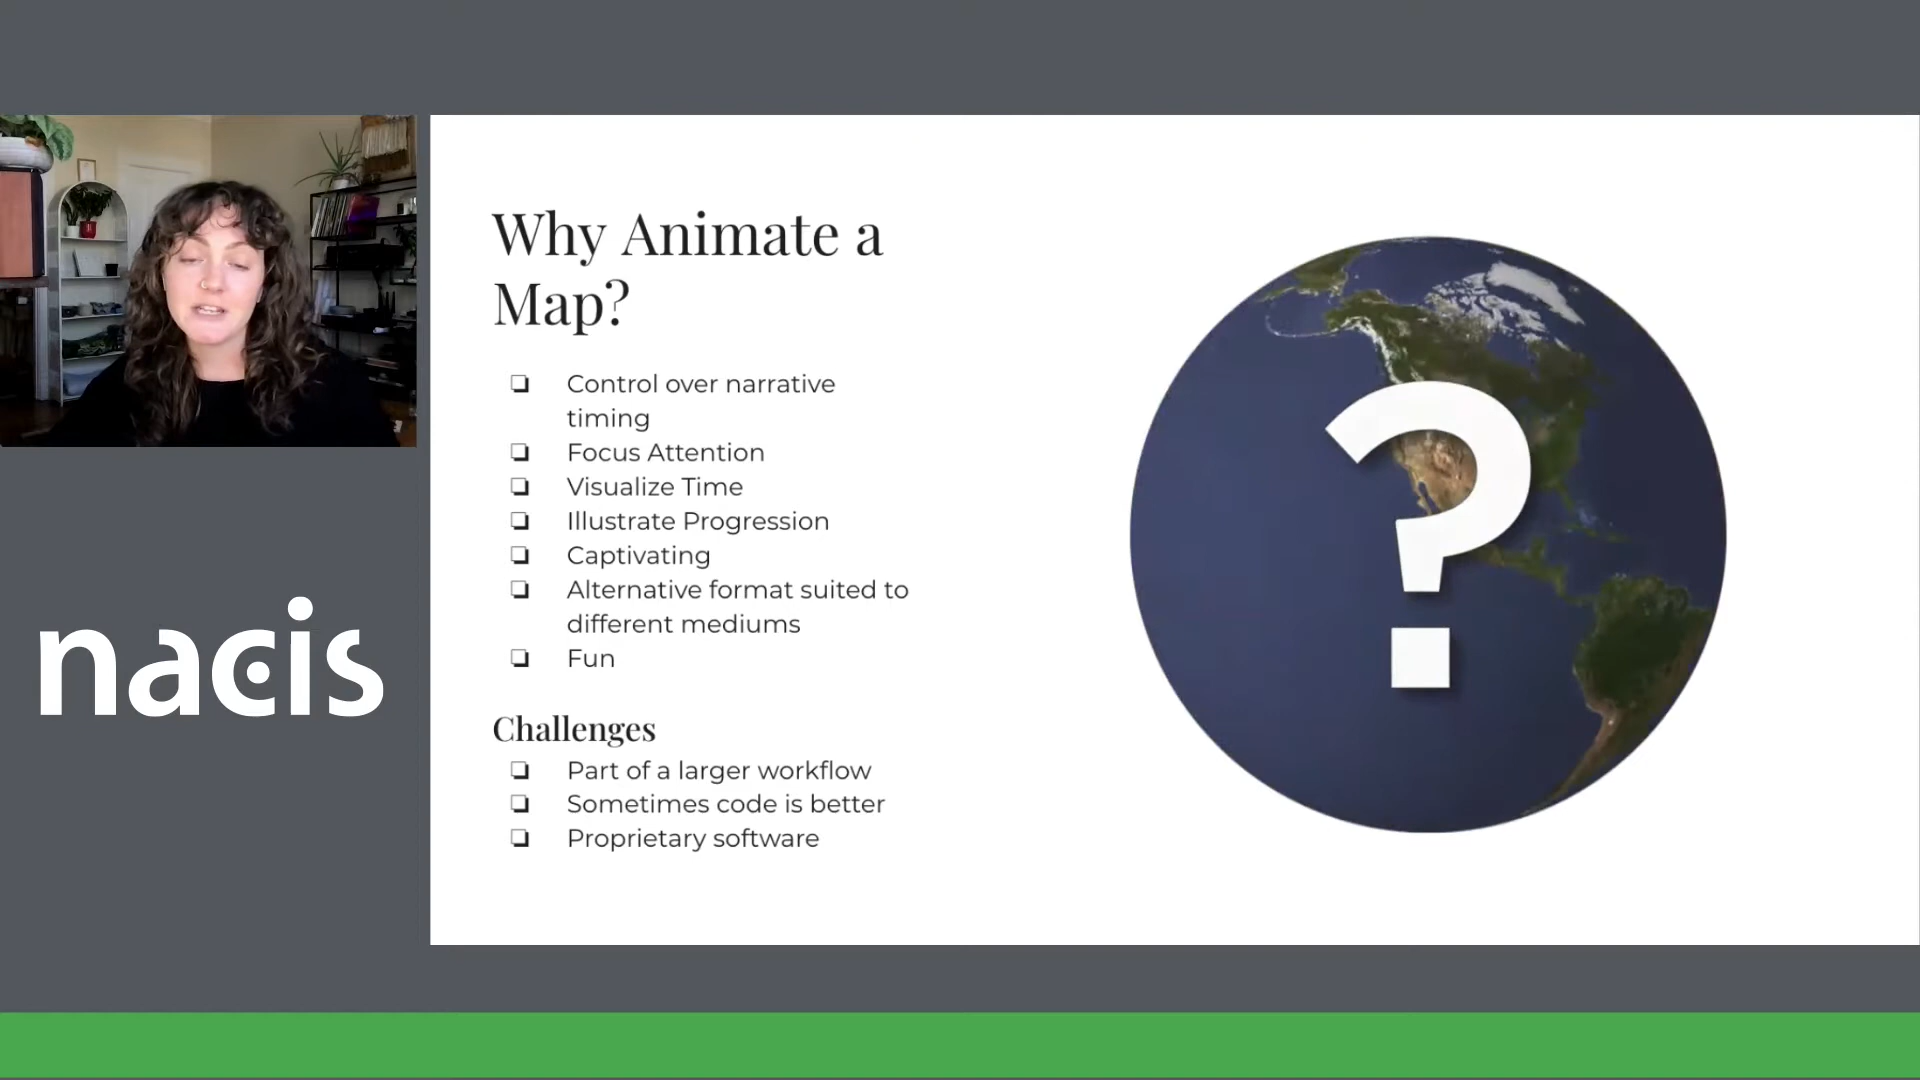 Why Animate a
Map?
Control over narrative
timing
Focus Attention
Visualize Time
Illustrate Progression
Captivating
Alternative format suited to
different mediums
Fun
Challenges
Part of a larger workflow
Sometimes code is better
Proprietary software
?
nacis